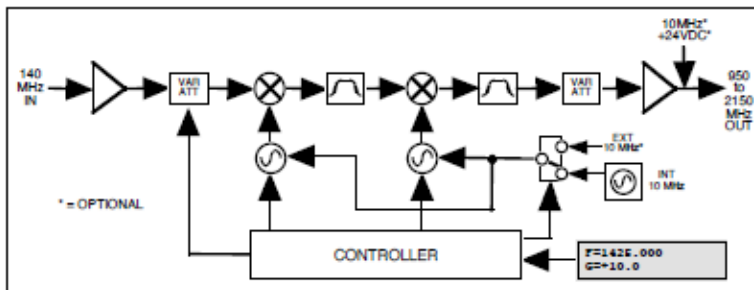 10MHz*
+24VDC*
140
MHz
IN
VAR
ATT
VAR
ATT
950
to
2150
MHz
OUT
EXT
10 MHz*
INT
10 MHz
* = OPTIONAL
CONTROLLER
F=1425.000
G=+10.0